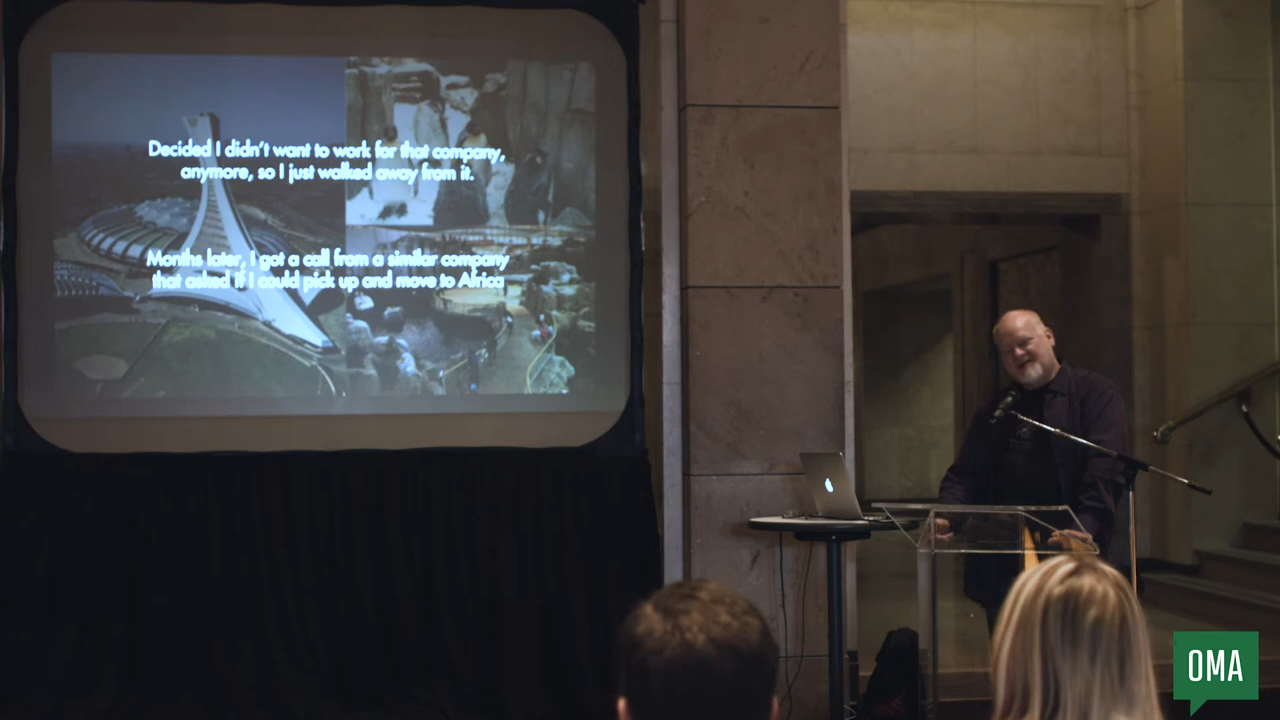 Decided I didn't want to work for that company,
anymore, so I just walked away from it.
Months later, I got a call from a similar company
that asked if I could pick up and move to Africa
OMA